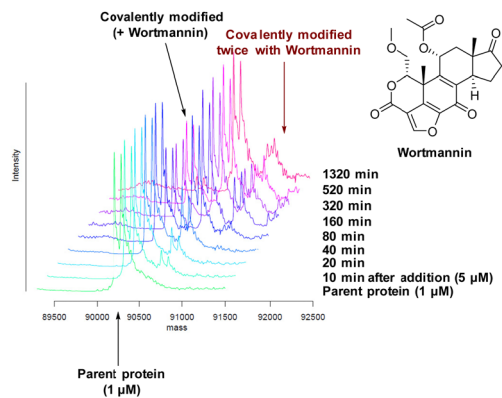 Covalently modified
(+ Wortmannin)
Covalently modified
twice with Wortmannin
O
O
O
O
H
O
O
O
O
Wortmannin
Intensity
1320 min
520 min
320 min
160 min
80 min
40 min
20 min
10 min after addition (5 µM)
Parent protein (1 µM)
89500 90000 90500 91000 91500 92000 92500
mass
Parent protein
(1 µM)